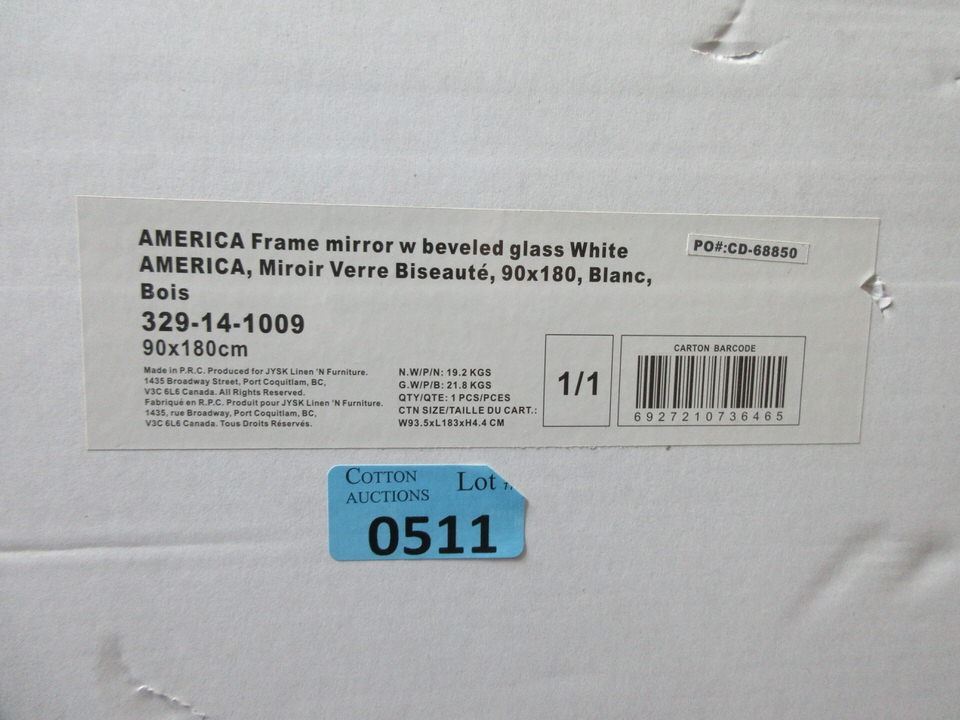 AMERICA Frame mirror w beveled glass White
AMERICA, Miroir Verre Biseauté, 90x180, Blanc,
Bois
329-14-1009
90x180cm
Made in P.R.C. Produced for JYSK Linen 'N Furniture.
1435 Broadway Street, Port Coquitlam, BC,
V3C 6L6 Canada. All Rights Reserved.
Fabriqué en R.P.C. Produit pour JYSK Linen 'N Furniture.
1435, rue Broadway, Port Coquitlam, BC,
V3C 6L6 Canada. Tous Droits Réservés.
N.W/P/N: 19.2 KGS
G.W/P/B: 21.8 KGS
QTY/QTE: 1 PCS/PCES
CTN SIZE/TAILLE DU CART.:
W93.5xL183xH4.4 CM
1/1
PO#:CD-68850
CARTON BARCODE
6927210736465
COTTON
AUCTIONS
Lot
0511